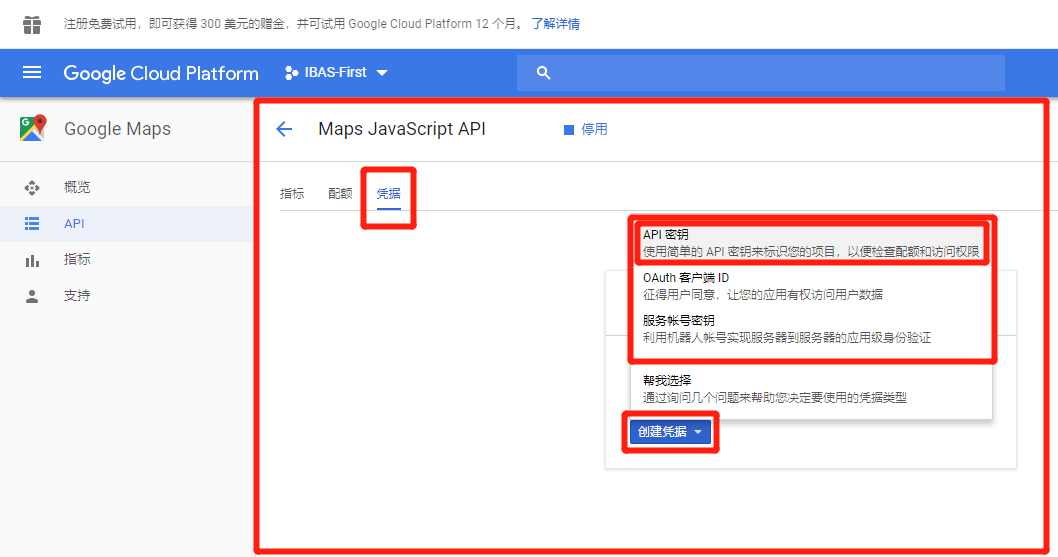 注册免费试用，即可获得 300 美元的赠金，并可试用 Google Cloud Platform 12 个月。 了解详情
Google Cloud Platform IBAS-First
Google Maps
Maps JavaScript API 停用
概览
API
指标
支持
指标 配额 凭据
API 密钥
使用简单的 API 密钥来标识您的项目，以便检查配额和访问权限
OAuth 客户端 ID
征得用户同意，让您的应用有权访问用户数据
服务帐号密钥
利用机器人帐号实现服务器到服务器的应用级身份验证
帮我选择
通过询问几个问题来帮助您决定要使用的凭据类型
创建凭据